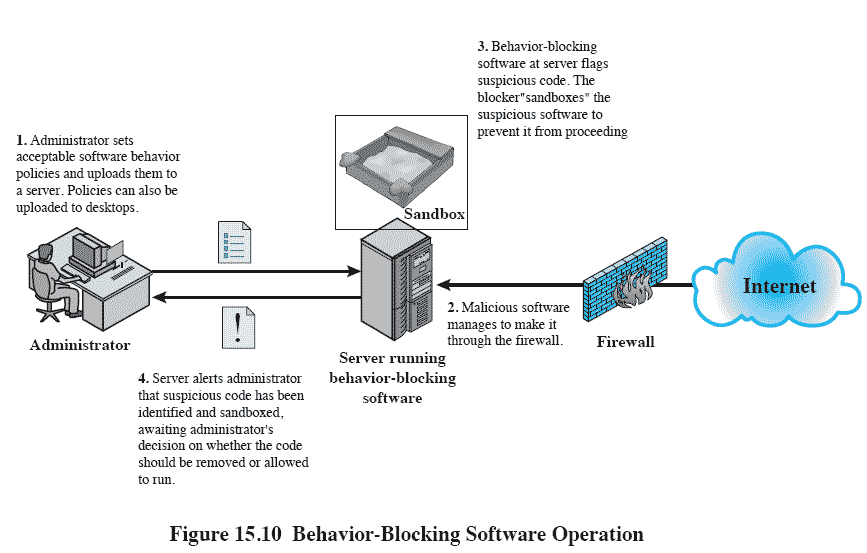 3. Behavior-blocking
software at server flags
suspicious code. The
blocker"sandboxes" the
suspicious software to
prevent it from proceeding
1. Administrator sets
acceptable software behavior
policies and uploads them to
a server. Policies can also be
uploaded to desktops.
Sandbox
!
Internet
2. Malicious software
manages to make it
through the firewall.
Firewall
Administrator
Server running
behavior-blocking
software
4. Server alerts administrator
that suspicious code has been
identified and sandboxed,
awaiting administrator's
decision on whether the code
should be removed or allowed
to run.
Figure 15.10 Behavior-Blocking Software Operation